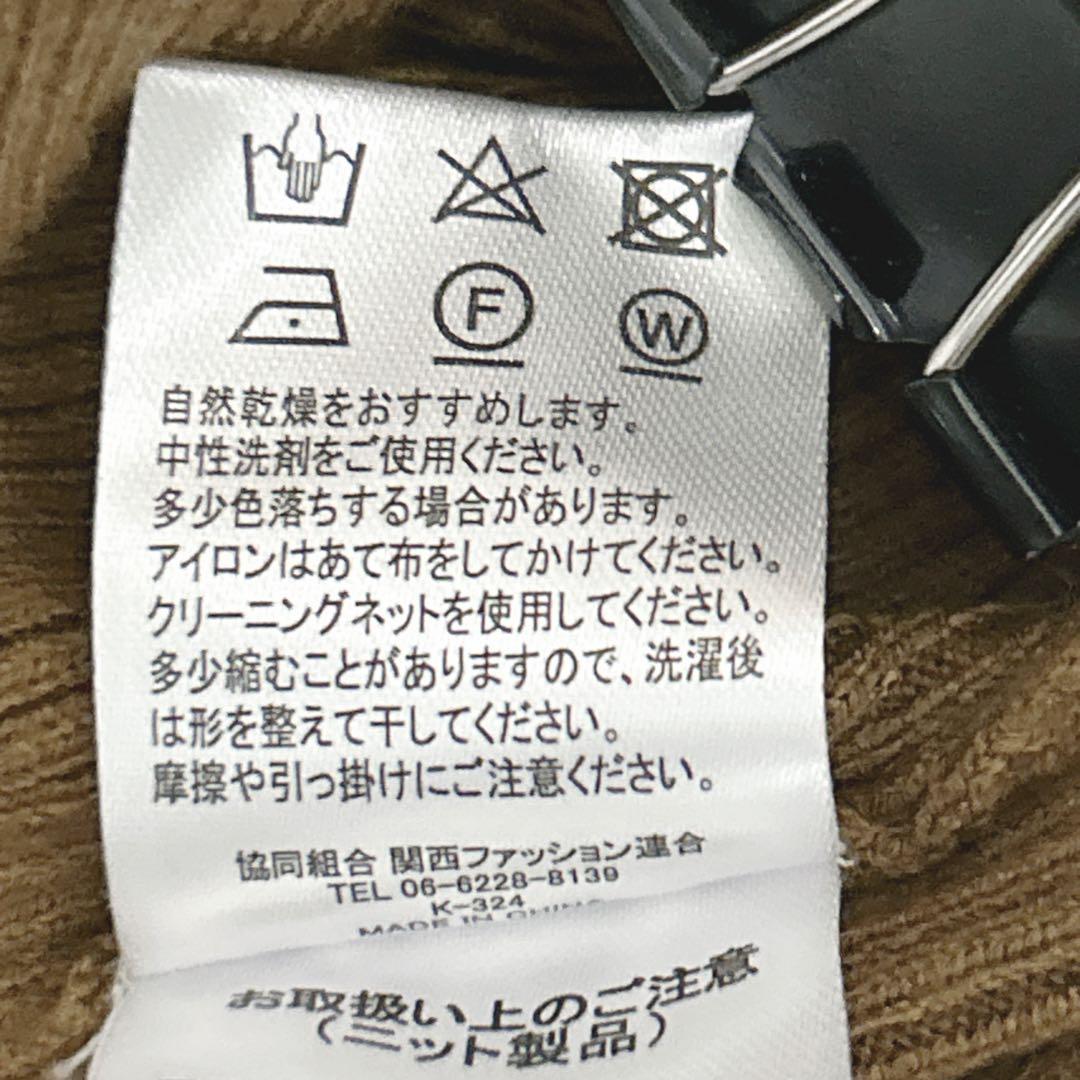 F
W
自然乾燥をおすすめします。
中性洗剤をご使用ください。
多少色落ちする場合があります。
アイロンはあて布をしてかけてください。
クリーニングネットを使用してください。
多少縮むことがありますので、洗濯後
は形を整えて干してください。
摩擦や引っ掛けにご注意ください。
協同組合 関西ファッション連合
TEL 06-6228-8139
K-324
MADE IN CHINA
お取扱い上のご注意
(ニット製品)